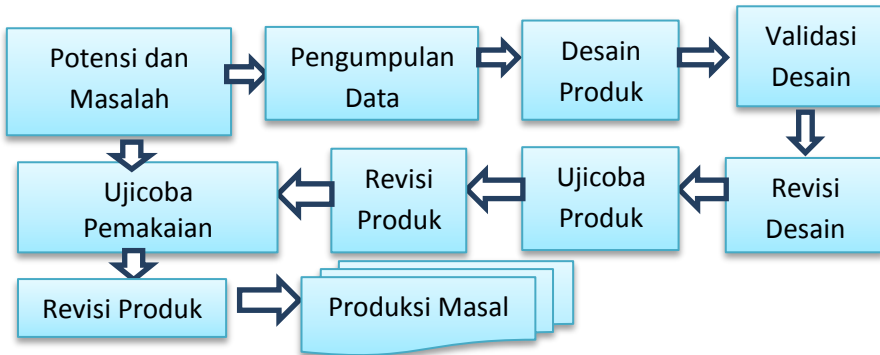 Potensi dan
Masalah
Pengumpulan
Data
Desain
Produk
Validasi
Desain
Revisi
Desain
Ujicoba
Produk
Revisi
Produk
Ujicoba
Pemakaian
Revisi Produk
Produksi Masal